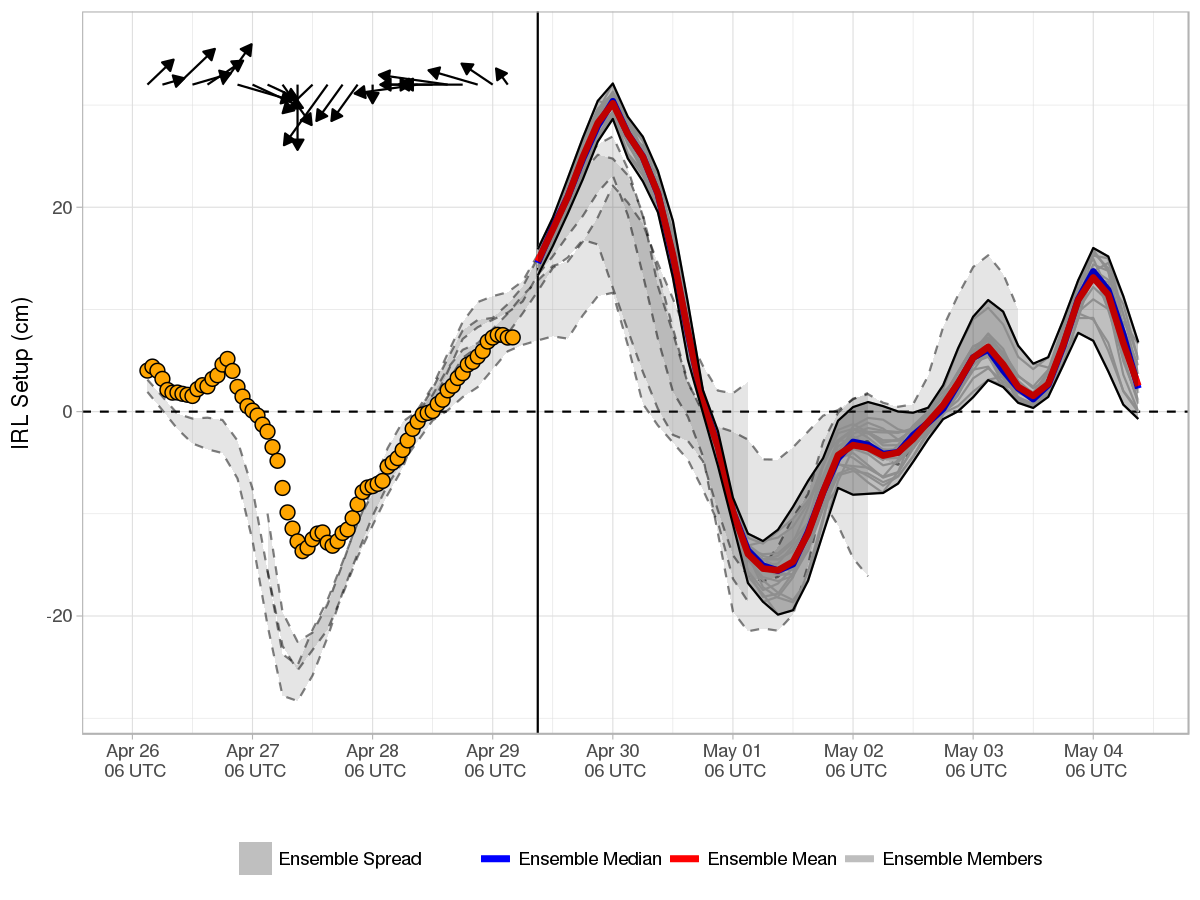 IRL Setup (cm)
20
0
-20
Apr 26
06 UTC
Apr 27
06 UTC
Apr 28
06 UTC
Apr 29
06 UTC
Apr 30
06 UTC
May 01
06 UTC
May 02
06 UTC
May 03
06 UTC
May 04
06 UTC
Ensemble Spread
Ensemble Median
Ensemble Mean
Ensemble Members